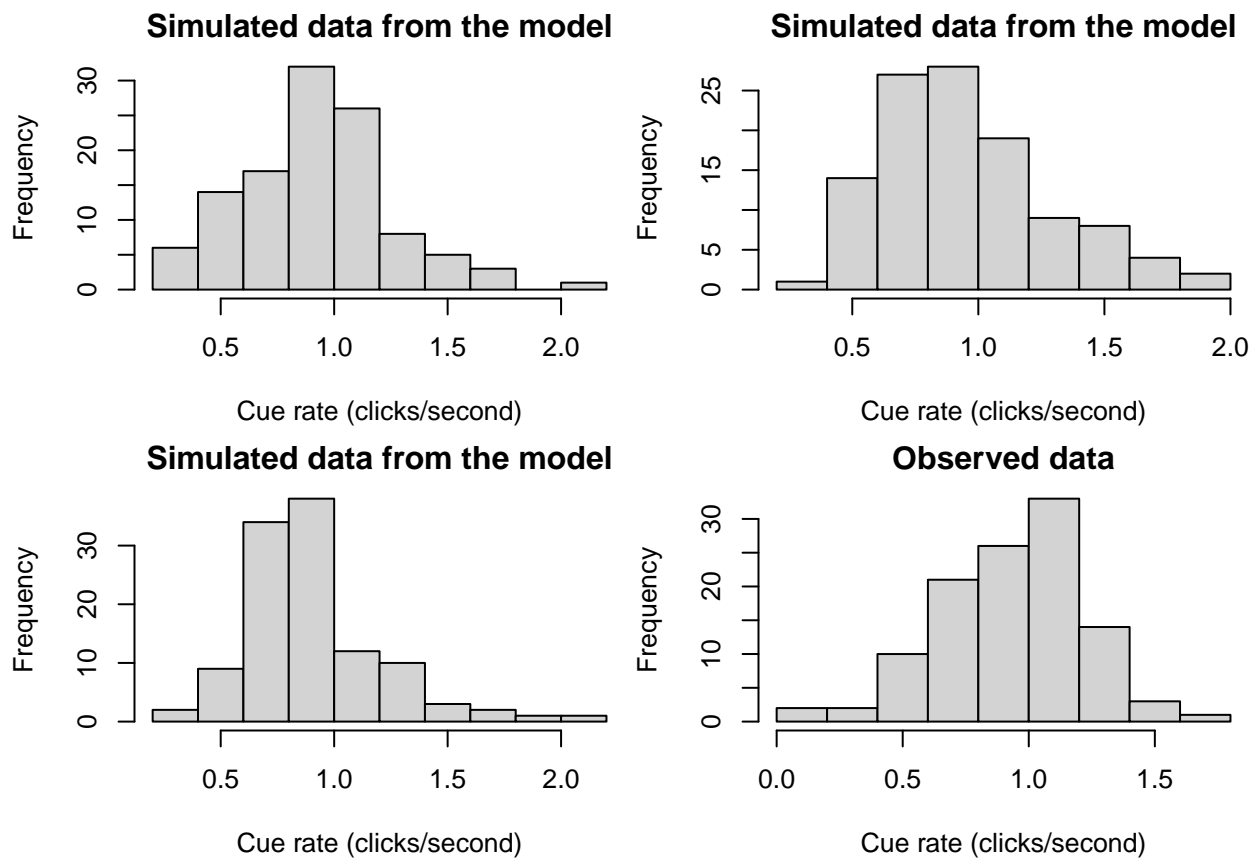 Simulated data from the model
Frequency
0 10 20 30
0.5 1.0 1.5 2.0
Cue rate (clicks/second)
Simulated data from the model
Frequency
0 5 15 25
0.5 1.0 1.5 2.0
Cue rate (clicks/second)
Simulated data from the model
Frequency
0 10 20 30
0.5 1.0 1.5 2.0
Cue rate (clicks/second)
Observed data
Frequency
0 10 20 30
0.0 0.5 1.0 1.5
Cue rate (clicks/second)